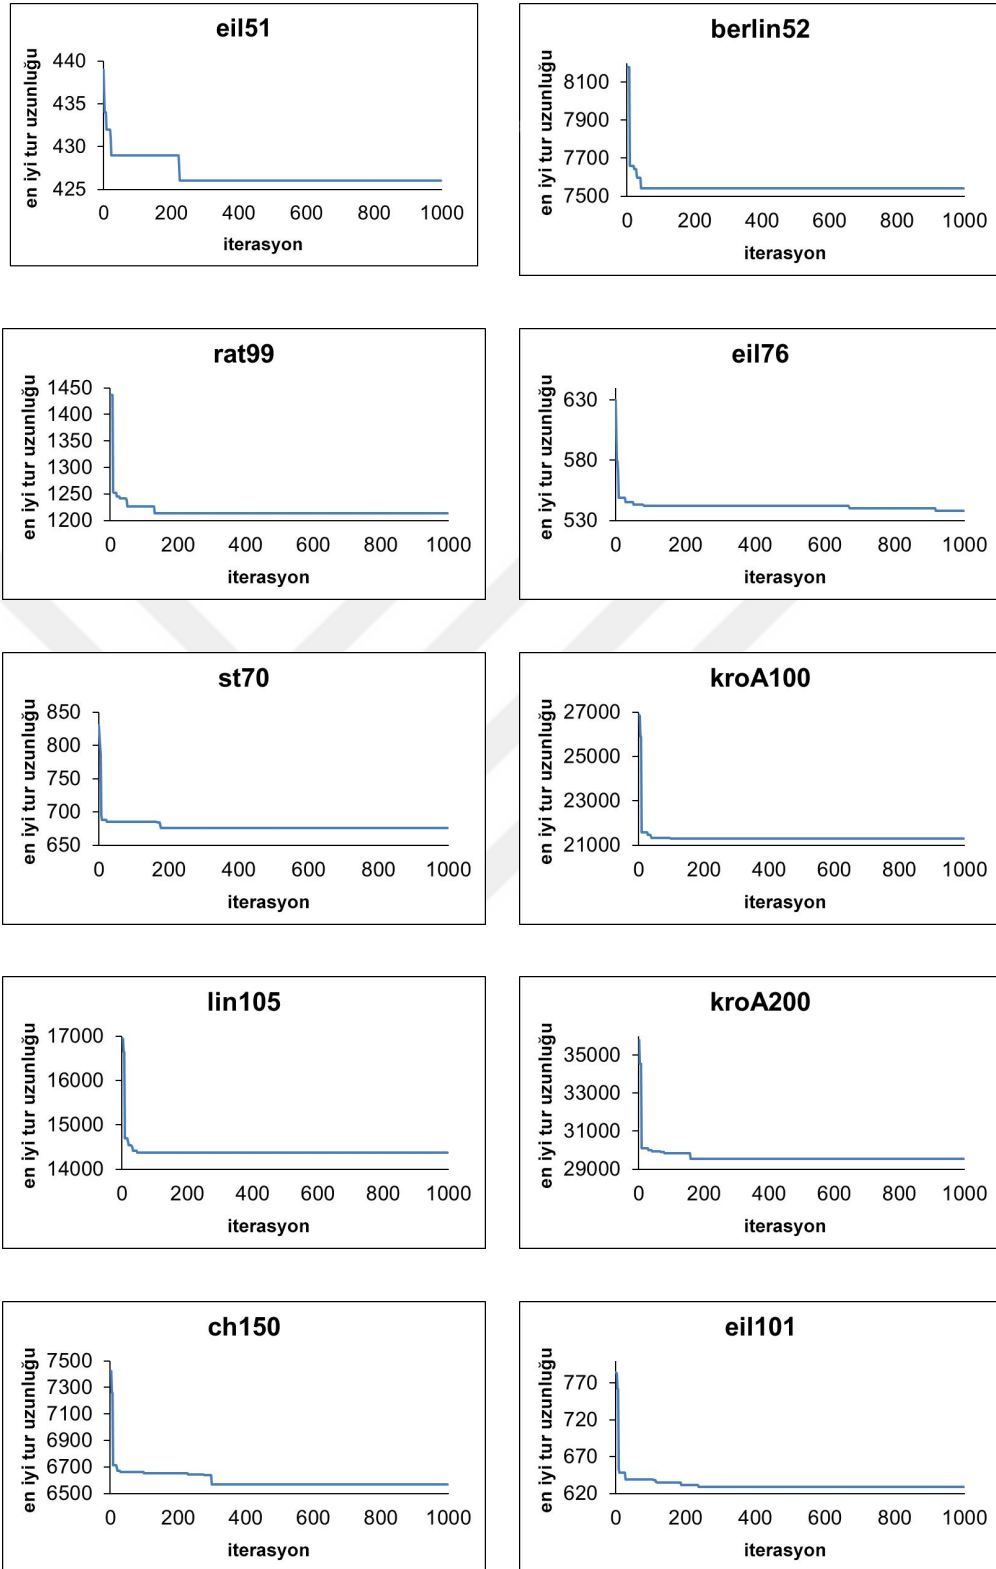 eil51
en iyi tur uzunluğu
440
435
430
425
0 200 400 600 800 1000
iterasyon
berlin52
en iyi tur uzunluğu
8100
7900
7700
7500
0 200 400 600 800 1000
iterasyon
rat99
en iyi tur uzunluğu
1450
1400
1350
1300
1250
1200
0 200 400 600 800 1000
iterasyon
eil76
en iyi tur uzunluğu
630
580
530
0 200 400 600 800 1000
iterasyon
st70
en iyi tur uzunluğu
850
800
750
700
650
0 200 400 600 800 1000
iterasyon
kroA100
en iyi tur uzunluğu
27000
25000
23000
21000
0 200 400 600 800 1000
iterasyon
lin105
en iyi tur uzunluğu
17000
16000
15000
14000
0 200 400 600 800 1000
iterasyon
kroA200
en iyi tur uzunluğu
35000
33000
31000
29000
0 200 400 600 800 1000
iterasyon
ch150
en iyi tur uzunluğu
7500
7300
7100
6900
6700
6500
0 200 400 600 800 1000
iterasyon
eil101
en iyi tur uzunluğu
770
720
670
620
0 200 400 600 800 1000
iterasyon